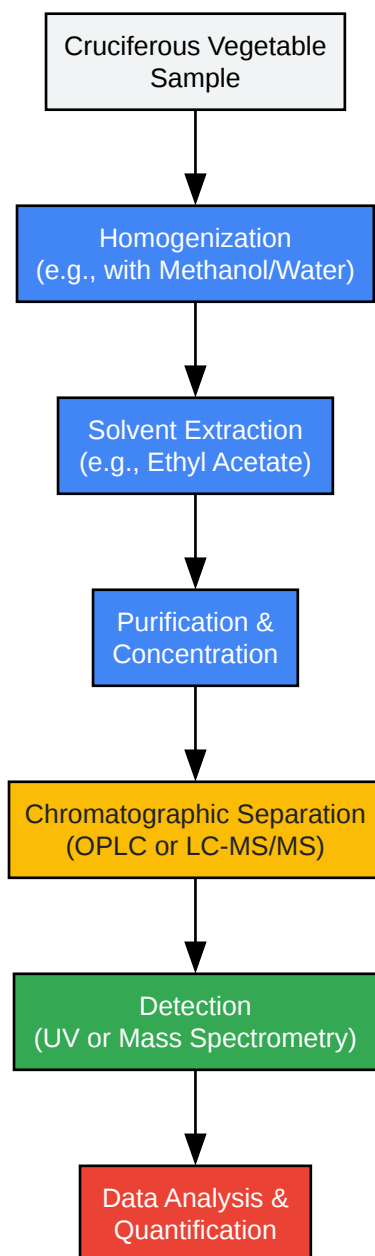 Cruciferous Vegetable
Sample
Homogenization
(e.g., with Methanol/Water)
Solvent Extraction
(e.g., Ethyl Acetate)
Purification &
Concentration
Chromatographic Separation
(OPLC or LC-MS/MS)
Detection
(UV or Mass Spectrometry)
Data Analysis &
Quantification